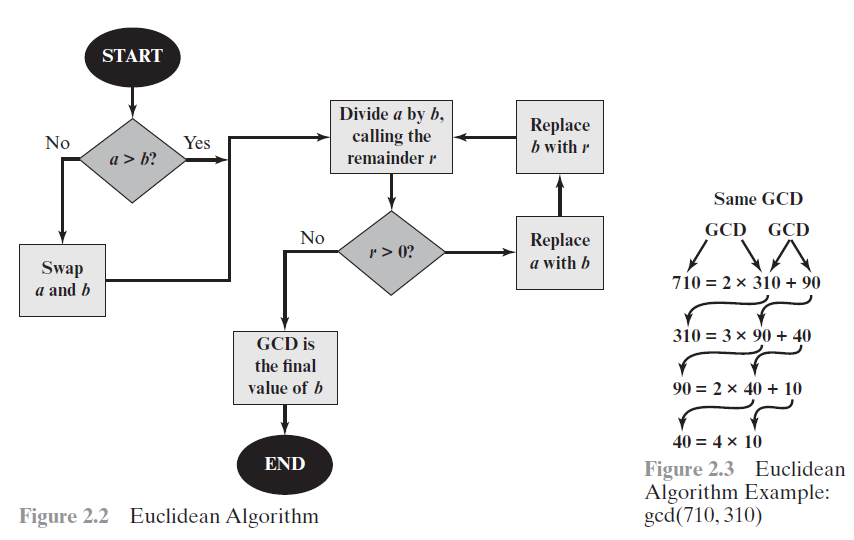 START
No
a > b?
Yes
Swap
a and b
Divide a by b,
calling the
remainder r
Replace
b with r
No
r > 0?
Replace
a with b
GCD is
the final
value of b
END
Figure 2.2 Euclidean Algorithm
Same GCD
GCD GCD
710 = 2 × 310 + 90
310 = 3 × 90 + 40
90 = 2 × 40 + 10
40 = 4 × 10
Figure 2.3 Euclidean
Algorithm Example:
gcd(710, 310)